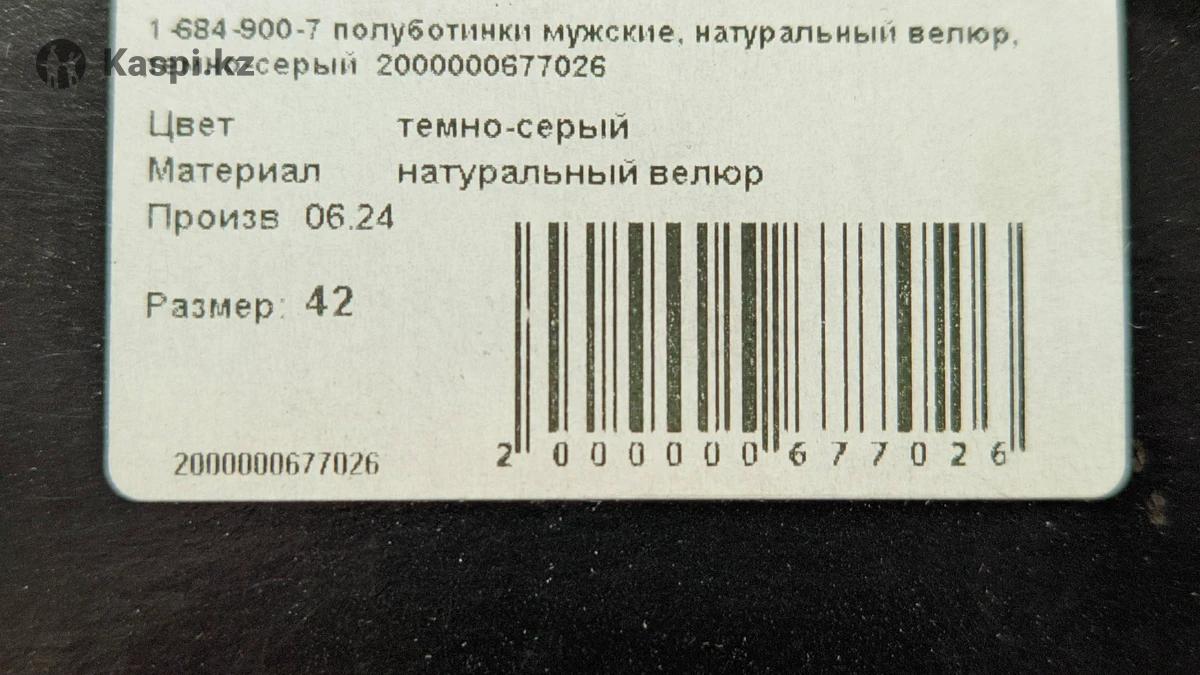 1-684-900-7 полуботинки мужские, натуральный велюр,
Kaspi.kz
темно-серый 2000000677026
Цвет темно-серый
Материал натуральный велюр
Произв 06.24
Размер: 42
2000000677026
2 000000 677026